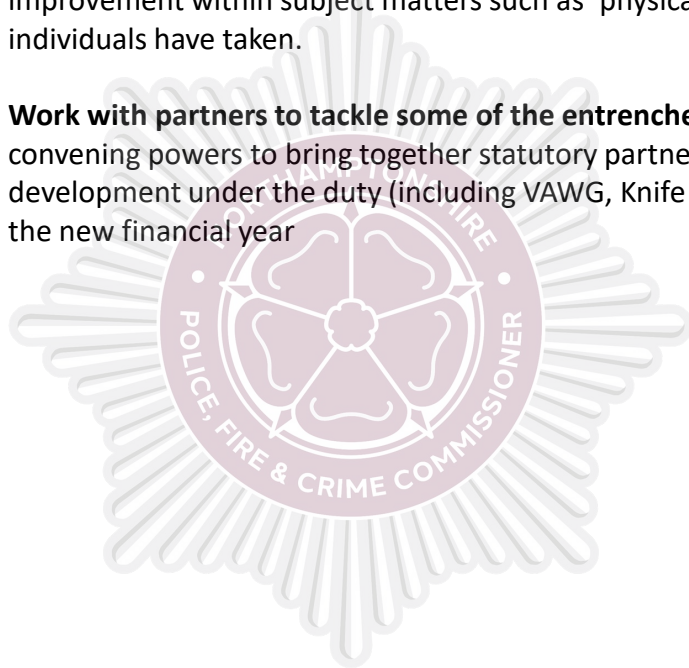 improvement within subject matters such as 'physica
individuals have taken.
Work with partners to tackle some of the entrenche
convening powers to bring together statutory partne
development under the duty (including VAWG, Knife
the new financial year
NORTHAMPTONSHIRE
POLICE, FIRE & CRIME COMMISSIONER